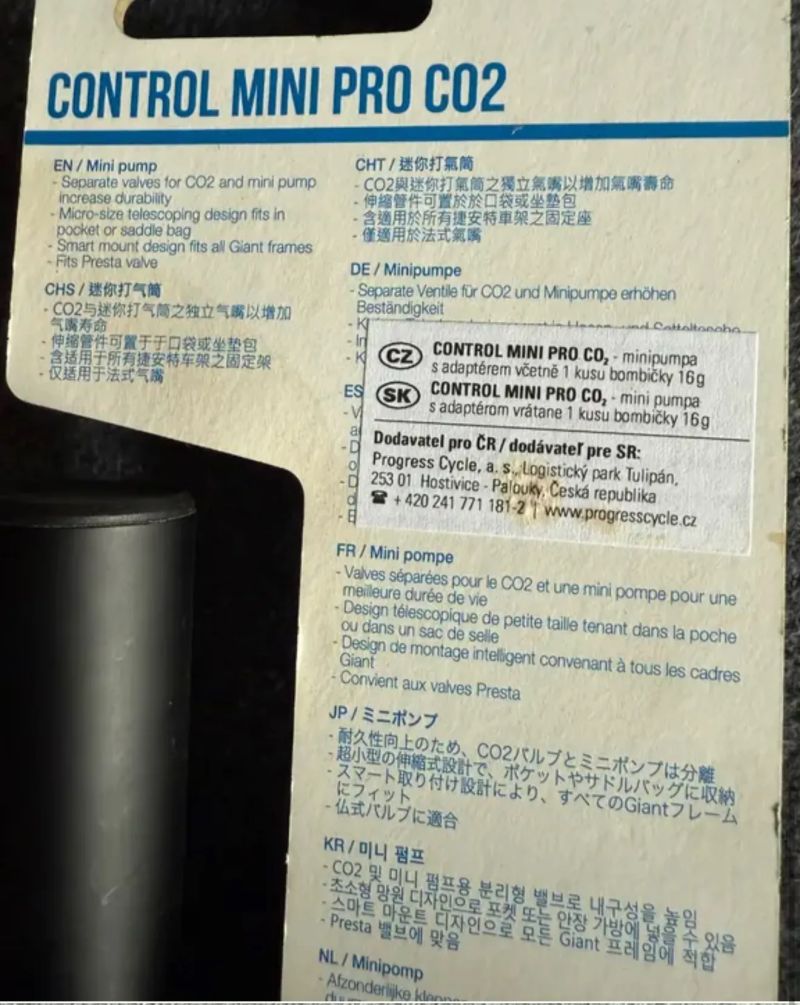 CONTROL MINI PRO CO2
EN / Mini pump
- Separate valves for CO2 and mini pump
increase durability
- Micro-size telescoping design fits in
pocket or saddle bag
- Smart mount design fits all Giant frames
- Fits Presta valve
CHS / 迷你打气筒
- CO2与迷你打气筒之独立气嘴以增加
气嘴寿命
- 伸缩管件可置于于口袋或坐垫包
- 含适用于所有捷安特车架之固定架
- 仅适用于法式气嘴
CHT / 迷你打氣筒
- CO2與迷你打氣筒之獨立氣嘴以增加氣嘴壽命
- 伸縮管件可置於於口袋或坐墊包
- 含適用於所有捷安特車架之固定座
- 僅適用於法式氣嘴
DE / Minipumpe
- Separate Ventile für CO2 und Minipumpe erhöhen
Beständigkeit
ES
CZ CONTROL MINI PRO CO₂ - minipumpa
s adaptérem včetně 1 kusu bombičky 16g
SK CONTROL MINI PRO CO₂ - mini pumpa
s adaptérom vrátane 1 kusu bombičky 16g
Dodavatel pro ČR / dodávateľ pre SR:
Progress Cycle, a. s., Logistický park Tulipán,
253 01 Hostivice - Palouky, Česká republika
☎ + 420 241 771 181-2 | www.progresscycle.cz
FR / Mini pompe
- Valves séparées pour le CO2 et une mini pompe pour une
meilleure durée de vie
- Design télescopique de petite taille tenant dans la poche
ou dans un sac de selle
- Design de montage intelligent convenant à tous les cadres
Giant
- Convient aux valves Presta
JP / ミニポンプ
- 耐久性向上のため、CO2バルブとミニポンプは分離
- 超小型の伸縮式設計で、ポケットやサドルバッグに収納
- スマート取り付け設計により、すべてのGiantフレーム
にフィット
- 仏式バルブに適合
KR / 미니 펌프
- CO2 및 미니 펌프용 분리형 밸브로 내구성을 높임
- 초소형 망원 디자인으로 포켓 또는 안장 가방에 넣을 수 있음
- 스마트 마운트 디자인으로 모든 Giant 프레임에 적합
- Presta 밸브에 맞음
NL / Minipomp
- Afzonderlijke